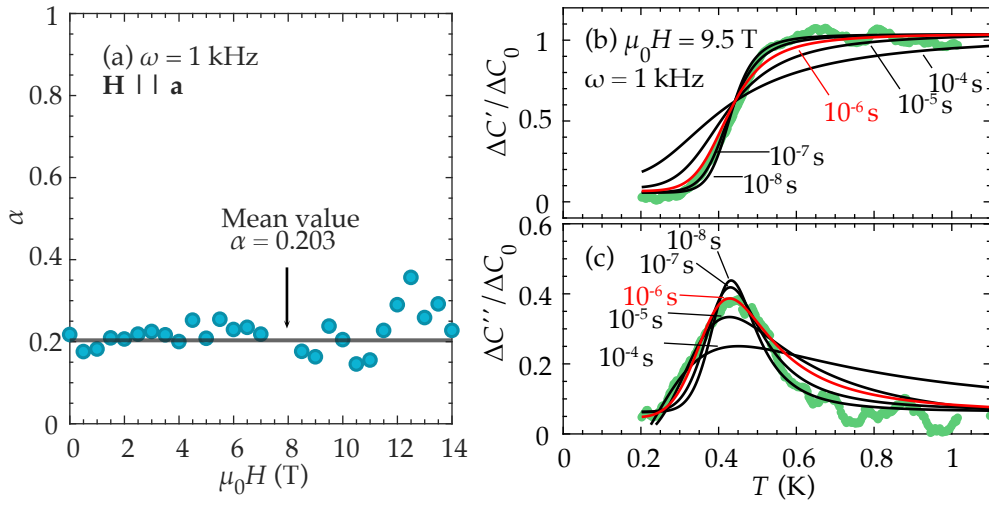 (a) ω = 1 kHz
H || a
Mean value
α = 0.203
α
1
0.8
0.6
0.4
0.2
0
0 2 4 6 8 10 12 14
μ₀H (T)
(b) μ₀H = 9.5 T
ω = 1 kHz
10⁻⁴ s
10⁻⁵ s
10⁻⁶ s
10⁻⁷ s
10⁻⁸ s
ΔC′/ΔC₀
1
0.5
0
(c)
10⁻⁸ s
10⁻⁷ s
10⁻⁶ s
10⁻⁵ s
10⁻⁴ s
ΔC″/ΔC₀
0.6
0.4
0.2
0
0 0.2 0.4 0.6 0.8 1
T (K)